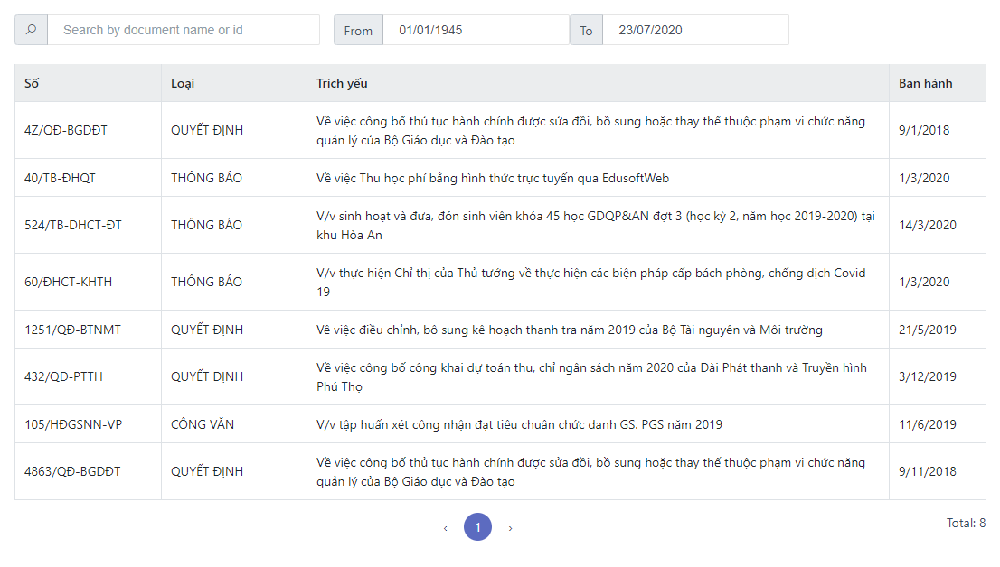 Search by document name or id
From 01/01/1945 To 23/07/2020
Số Loại Trích yếu Ban hành
4Z/QĐ-BGDĐT QUYẾT ĐỊNH Về việc công bố thủ tục hành chính được sửa đồi, bồ sung hoặc thay thế thuộc phạm vi chức năng
quản lý của Bộ Giáo dục và Đào tạo 9/1/2018
40/TB-ĐHQT THÔNG BÁO Về việc Thu học phí bằng hình thức trực tuyến qua EdusoftWeb 1/3/2020
524/TB-DHCT-ĐT THÔNG BÁO V/v sinh hoạt và đưa, đón sinh viên khóa 45 học GDQP&AN đợt 3 (học kỳ 2, năm học 2019-2020) tại
khu Hòa An 14/3/2020
60/ĐHCT-KHTH THÔNG BÁO V/v thực hiện Chỉ thị của Thủ tướng về thực hiện các biện pháp cấp bách phòng, chống dịch Covid-
19 1/3/2020
1251/QĐ-BTNMT QUYẾT ĐỊNH Vê việc điều chỉnh, bô sung kê hoạch thanh tra năm 2019 của Bộ Tài nguyên và Môi trường 21/5/2019
432/QĐ-PTTH QUYẾT ĐỊNH Về việc công bố công khai dự toán thu, chỉ ngân sách năm 2020 của Đài Phát thanh và Truyền hình
Phú Thọ 3/12/2019
105/HĐGSNN-VP CÔNG VĂN V/v tập huấn xét công nhận đạt tiêu chuân chức danh GS. PGS năm 2019 11/6/2019
4863/QĐ-BGDĐT QUYẾT ĐỊNH Về việc công bố thủ tục hành chính được sửa đồi, bồ sung hoặc thay thế thuộc phạm vi chức năng
quản lý của Bộ Giáo dục và Đào tạo 9/11/2018
‹ 1 › Total: 8